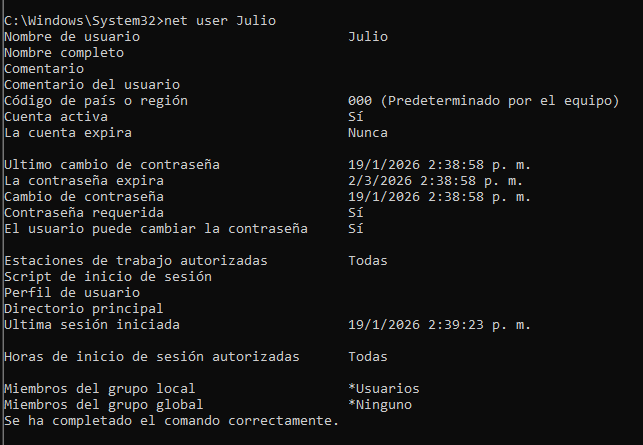 C:\Windows\System32>net user Julio
Nombre de usuario Julio
Nombre completo
Comentario
Comentario del usuario
Código de país o región 000 (Predeterminado por el equipo)
Cuenta activa Sí
La cuenta expira Nunca
Ultimo cambio de contraseña 19/1/2026 2:38:58 p. m.
La contraseña expira 2/3/2026 2:38:58 p. m.
Cambio de contraseña 19/1/2026 2:38:58 p. m.
Contraseña requerida Sí
El usuario puede cambiar la contraseña Sí
Estaciones de trabajo autorizadas Todas
Script de inicio de sesión
Perfil de usuario
Directorio principal
Ultima sesión iniciada 19/1/2026 2:39:23 p. m.
Horas de inicio de sesión autorizadas Todas
Miembros del grupo local *Usuarios
Miembros del grupo global *Ninguno
Se ha completado el comando correctamente.